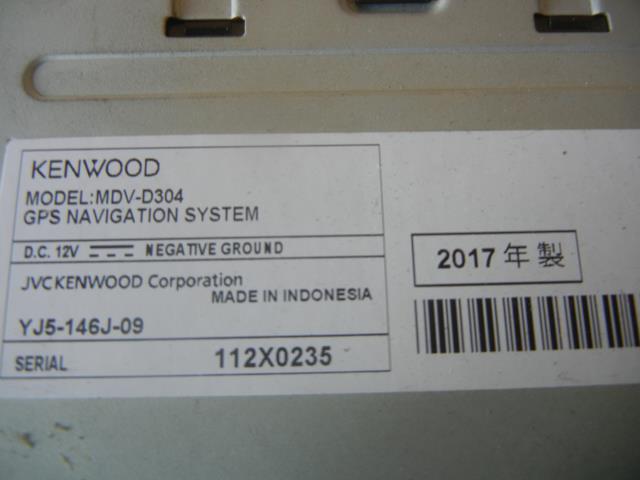 KENWOOD
MODEL:MDV-D304
GPS NAVIGATION SYSTEM
D.C. 12V NEGATIVE GROUND
JVCKENWOOD Corporation
MADE IN INDONESIA
YJ5-146J-09
SERIAL 112X0235
2017 年 製